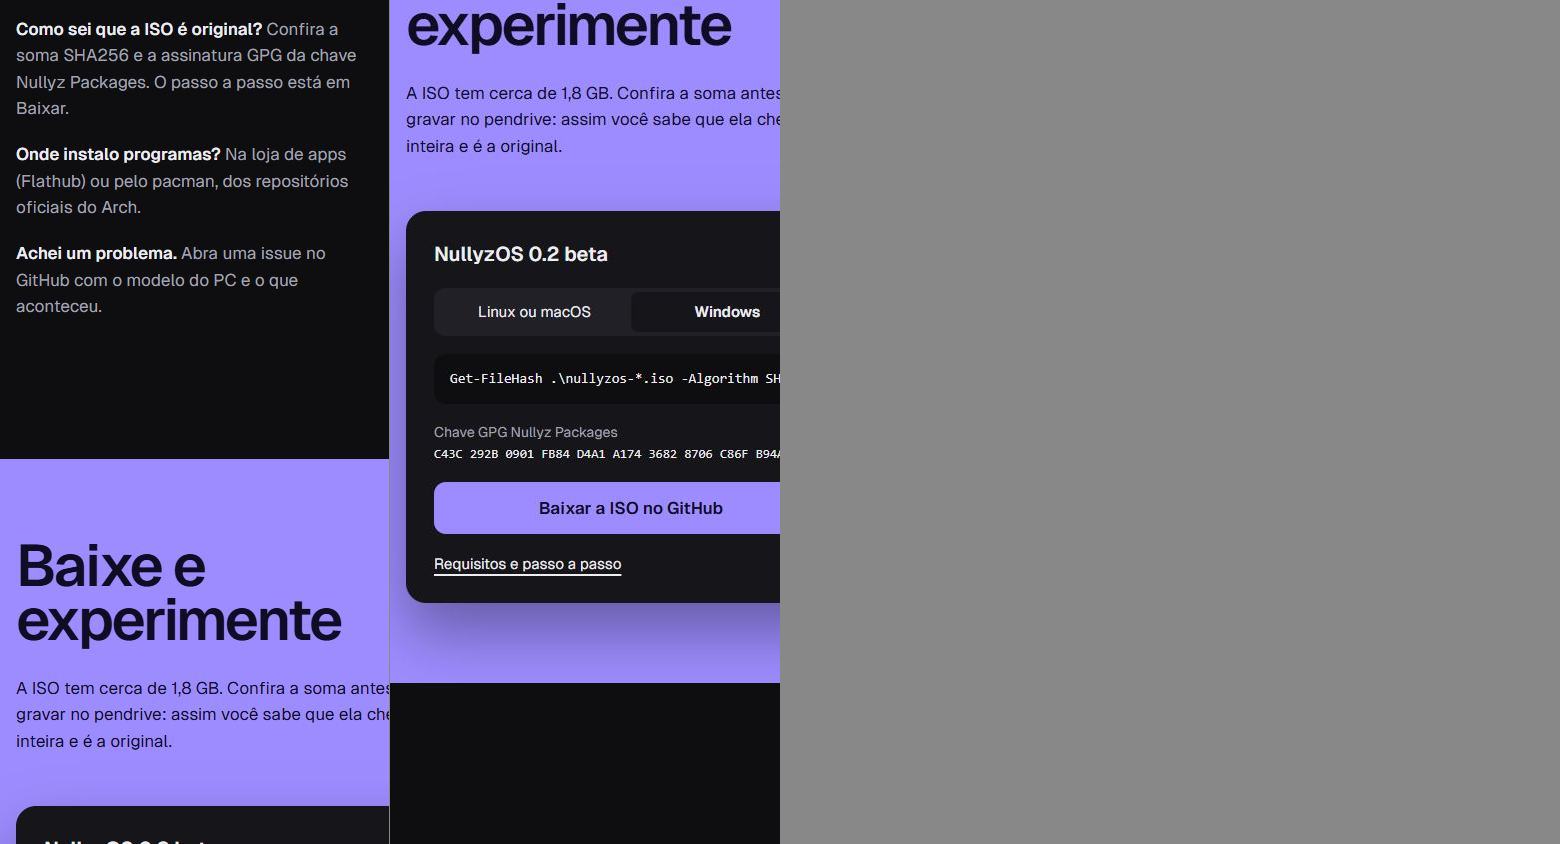 Como sei que a ISO é original? Confira a
soma SHA256 e a assinatura GPG da chave
Nullyz Packages. O passo a passo está em
Baixar.
Onde instalo programas? Na loja de apps
(Flathub) ou pelo pacman, dos repositórios
oficiais do Arch.
Achei um problema. Abra uma issue no
GitHub com o modelo do PC e o que
aconteceu.
Baixe e
experimente
A ISO tem cerca de 1,8 GB. Confira a soma antes
gravar no pendrive: assim você sabe que ela che
inteira e é a original.
experimente
A ISO tem cerca de 1,8 GB. Confira a soma antes
gravar no pendrive: assim você sabe que ela che
inteira e é a original.
NullyzOS 0.2 beta
Linux ou macOS
Windows
Get-FileHash .\nullyzos-*.iso -Algorithm SH
Chave GPG Nullyz Packages
C43C 292B 0901 FB84 D4A1 A174 3682 8706 C86F B94A
Baixar a ISO no GitHub
Requisitos e passo a passo